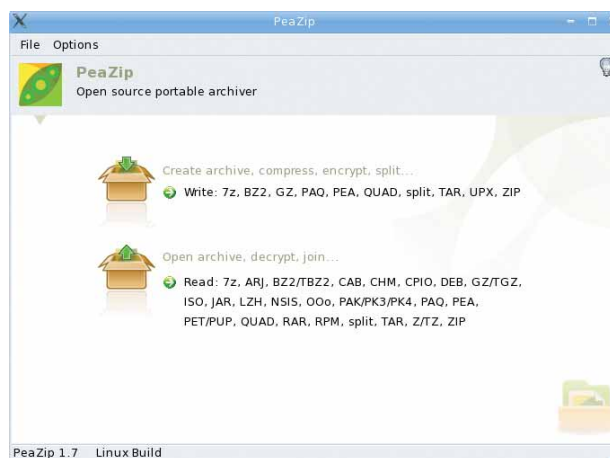 PeaZip
File Options
PeaZip
Open source portable archiver
Create archive, compress, encrypt, split...
Write: 7z, BZ2, GZ, PAQ, PEA, QUAD, split, TAR, UPX, ZIP
Open archive, decrypt, join...
Read: 7z, ARJ, BZ2/TBZ2, CAB, CHM, CPIO, DEB, GZ/TGZ,
ISO, JAR, LZH, NSIS, OOo, PAK/PK3/PK4, PAQ, PEA,
PET/PUP, QUAD, RAR, RPM, split, TAR, Z/TZ, ZIP
PeaZip 1.7 Linux Build